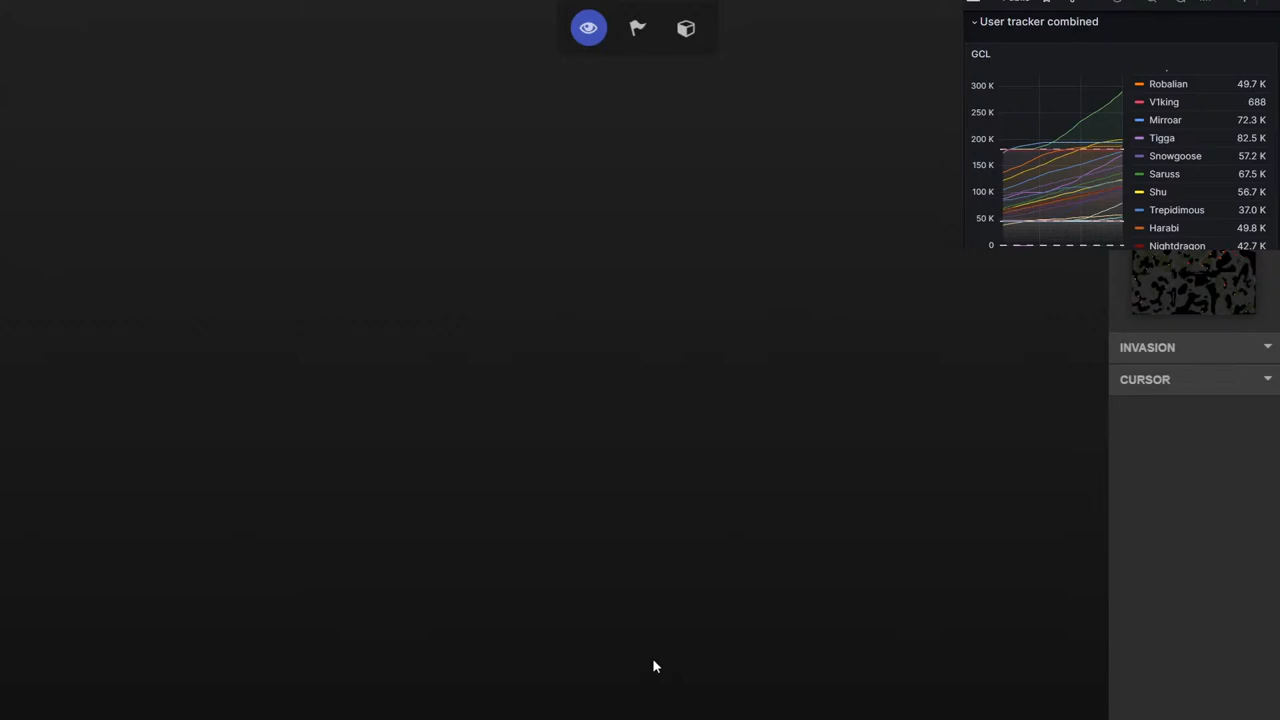 User tracker combined
GCL
300 K
250 K
200 K
150 K
100 K
50 K
0
Robalian 49.7 K
V1king 688
Mirroar 72.3 K
Tigga 82.5 K
Snowgoose 57.2 K
Saruss 67.5 K
Shu 56.7 K
Trepidimous 37.0 K
Harabi 49.8 K
Nightdragon 42.7 K
INVASION
CURSOR